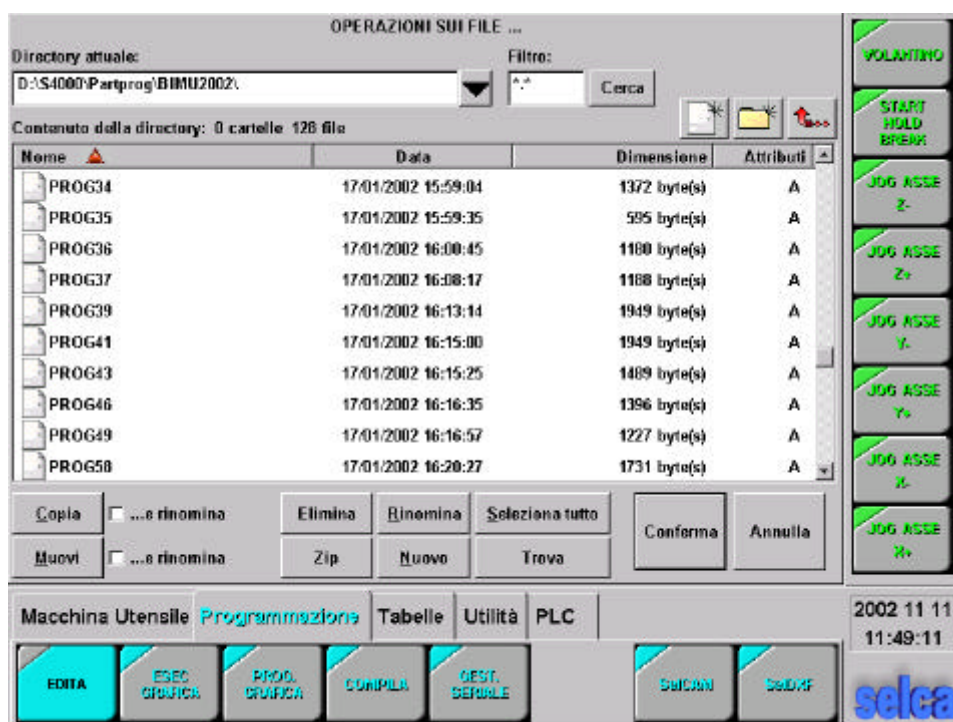 OPERAZIONI SUI FILE ...
Directory attuale: Filtro:
D:\S4000\Partprog\BIMU2002\. *.* Cerca
Contenuto della directory: 0 cartelle 128 file
Nome Data Dimensione Attributi
PROG34 17/01/2002 15:59:04 1372 byte(s) A
PROG35 17/01/2002 15:59:35 595 byte(s) A
PROG36 17/01/2002 16:00:45 1180 byte(s) A
PROG37 17/01/2002 16:08:17 1188 byte(s) A
PROG39 17/01/2002 16:13:14 1949 byte(s) A
PROG41 17/01/2002 16:15:00 1949 byte(s) A
PROG43 17/01/2002 16:15:25 1489 byte(s) A
PROG46 17/01/2002 16:16:35 1396 byte(s) A
PROG49 17/01/2002 16:16:57 1227 byte(s) A
PROG58 17/01/2002 16:20:27 1731 byte(s) A
Copia ...e rinomina Elimina Rinomina Seleziona tutto Conferma Annulla
Muovi ...e rinomina Zip Nuovo Trova
VOLANTINO
START
HOLD
BREAK
JOG ASSE
Z-
JOG ASSE
Z+
JOG ASSE
Y-
JOG ASSE
Y+
JOG ASSE
X-
JOG ASSE
X+
Macchina Utensile Programmazione Tabelle Utilità PLC
2002 11 11
11:49:11
EDITA
ESEC
GRAFICA
PROG.
GRAFICA
COMPILA
GEST.
SERIALE
SelCAM
SelDXF
selca